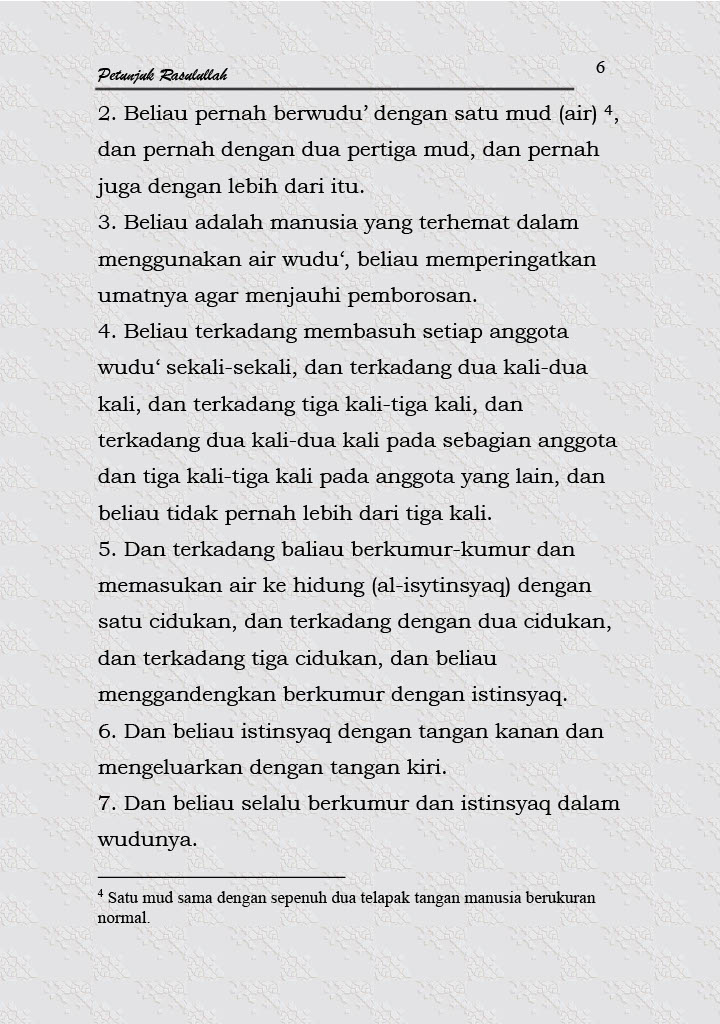 Petunjuk Rasulullah
6
2. Beliau pernah berwudu’ dengan satu mud (air) ⁴,
dan pernah dengan dua pertiga mud, dan pernah
juga dengan lebih dari itu.
3. Beliau adalah manusia yang terhemat dalam
menggunakan air wudu‘, beliau memperingatkan
umatnya agar menjauhi pemborosan.
4. Beliau terkadang membasuh setiap anggota
wudu‘ sekali-sekali, dan terkadang dua kali-dua
kali, dan terkadang tiga kali-tiga kali, dan
terkadang dua kali-dua kali pada sebagian anggota
dan tiga kali-tiga kali pada anggota yang lain, dan
beliau tidak pernah lebih dari tiga kali.
5. Dan terkadang baliau berkumur-kumur dan
memasukan air ke hidung (al-isytinsyaq) dengan
satu cidukan, dan terkadang dengan dua cidukan,
dan terkadang tiga cidukan, dan beliau
menggandengkan berkumur dengan istinsyaq.
6. Dan beliau istinsyaq dengan tangan kanan dan
mengeluarkan dengan tangan kiri.
7. Dan beliau selalu berkumur dan istinsyaq dalam
wudunya.
⁴ Satu mud sama dengan sepenuh dua telapak tangan manusia berukuran
normal.